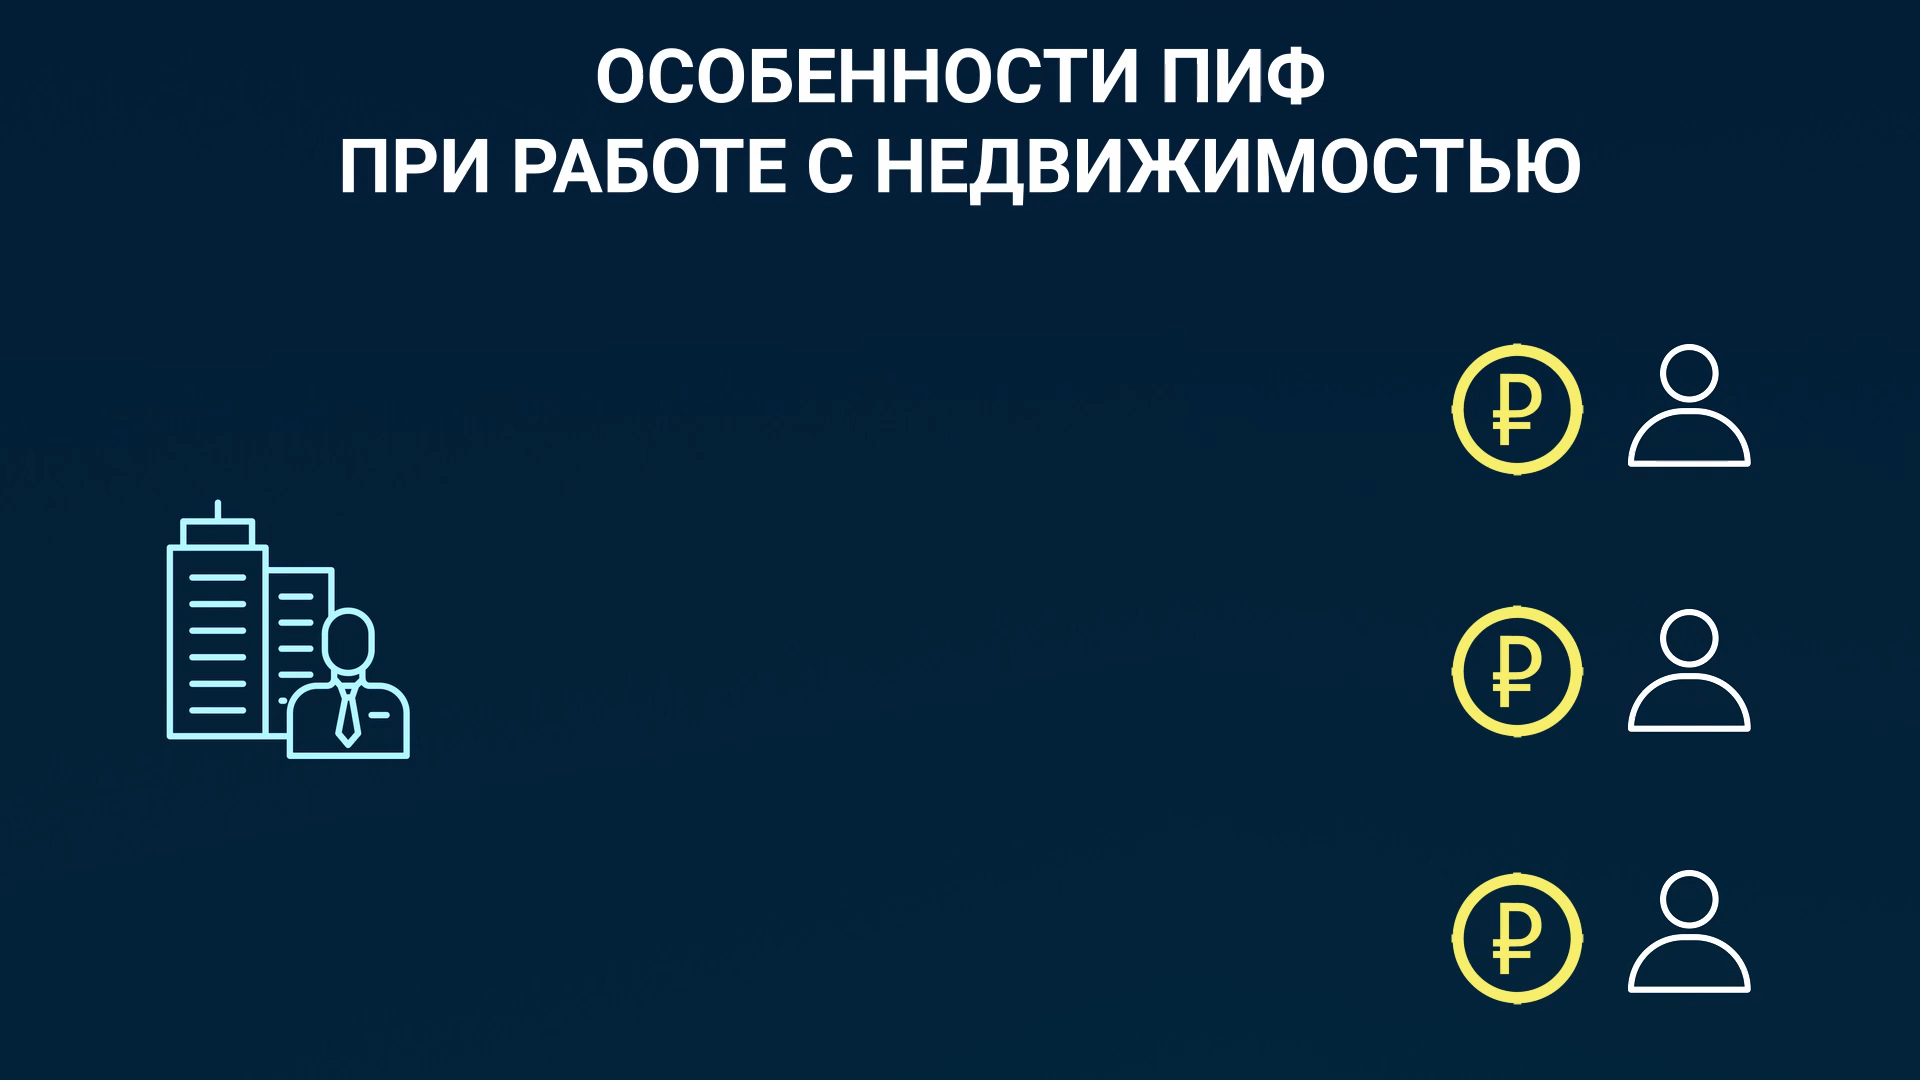 ОСОБЕННОСТИ ПИФ
ПРИ РАБОТЕ С НЕДВИЖИМОСТЬЮ
₽
₽
₽